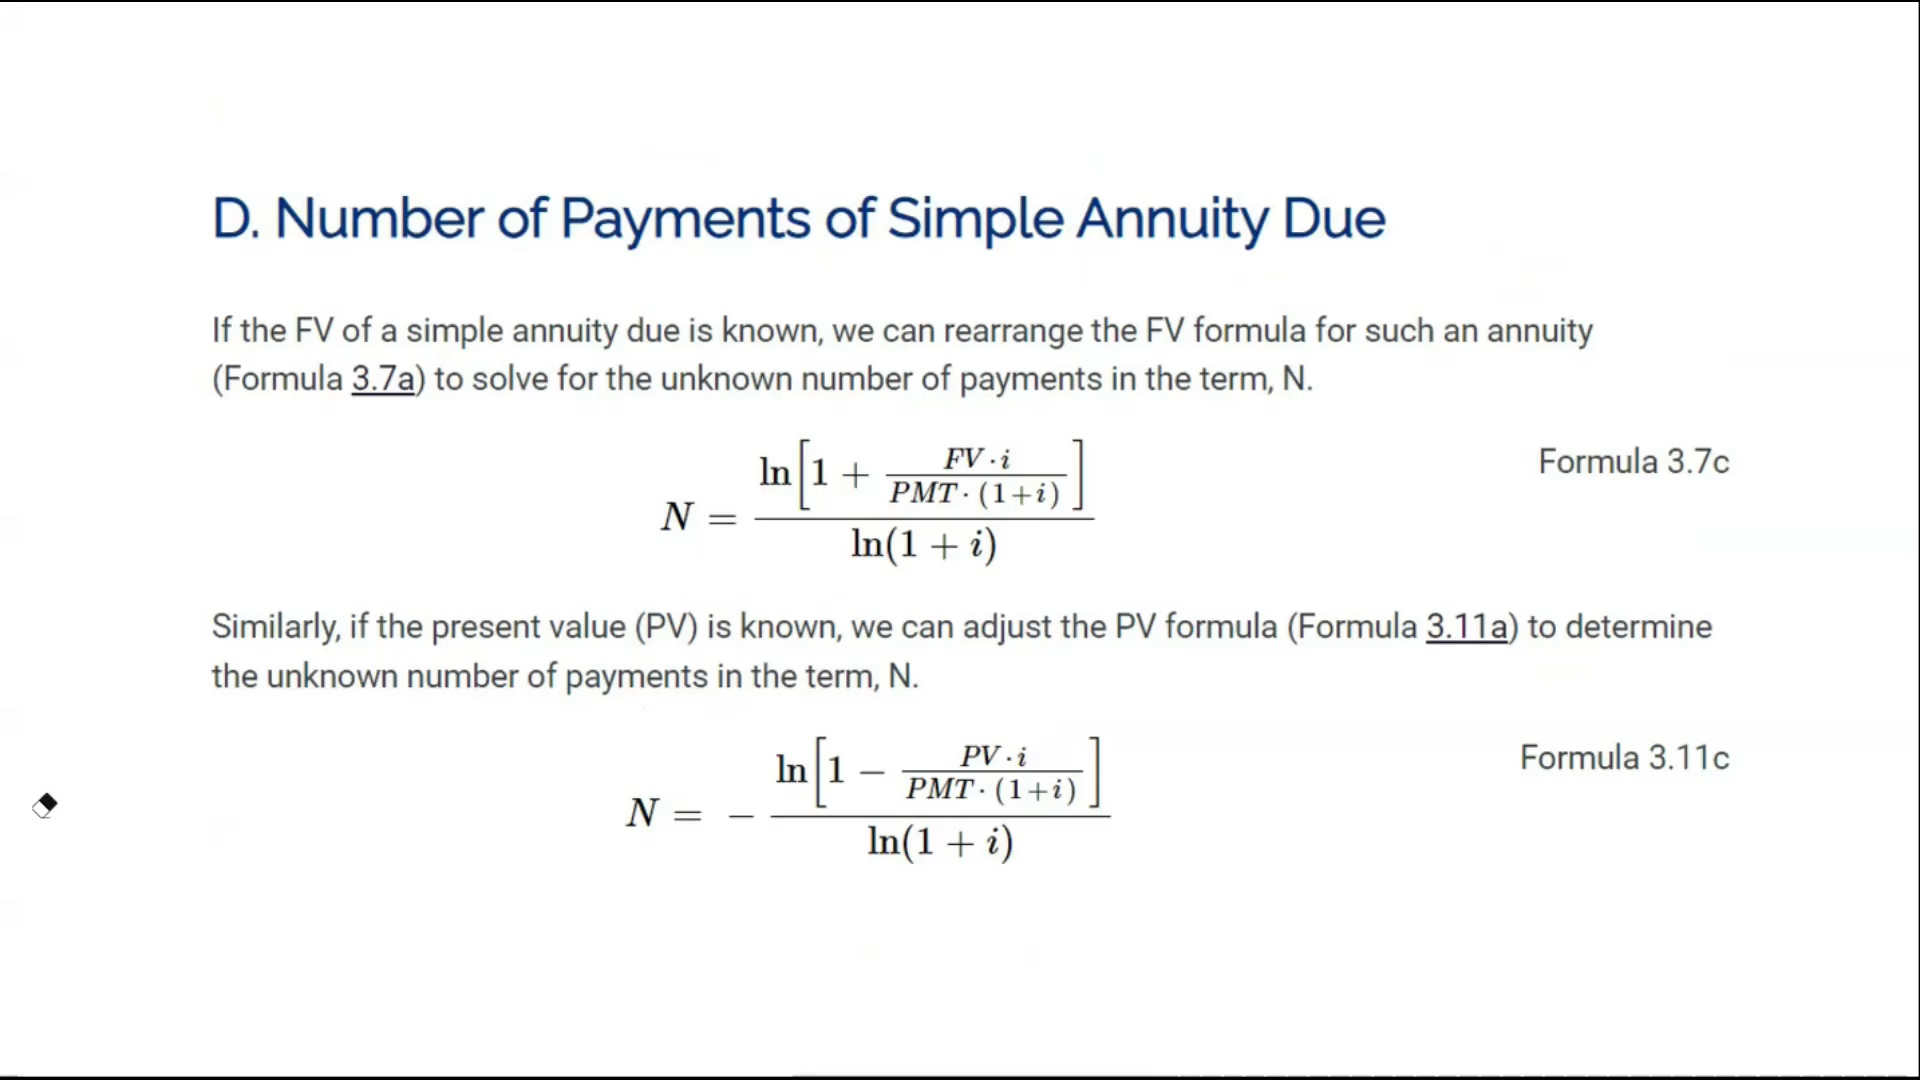 D. Number of Payments of Simple Annuity Due
If the FV of a simple annuity due is known, we can rearrange the FV formula for such an annuity
(Formula 3.7a) to solve for the unknown number of payments in the term, N.
N = ln[1 + FV·i / PMT·(1+i)] / ln(1 + i)
Formula 3.7c
Similarly, if the present value (PV) is known, we can adjust the PV formula (Formula 3.11a) to determine
the unknown number of payments in the term, N.
N = − ln[1 − PV·i / PMT·(1+i)] / ln(1 + i)
Formula 3.11c